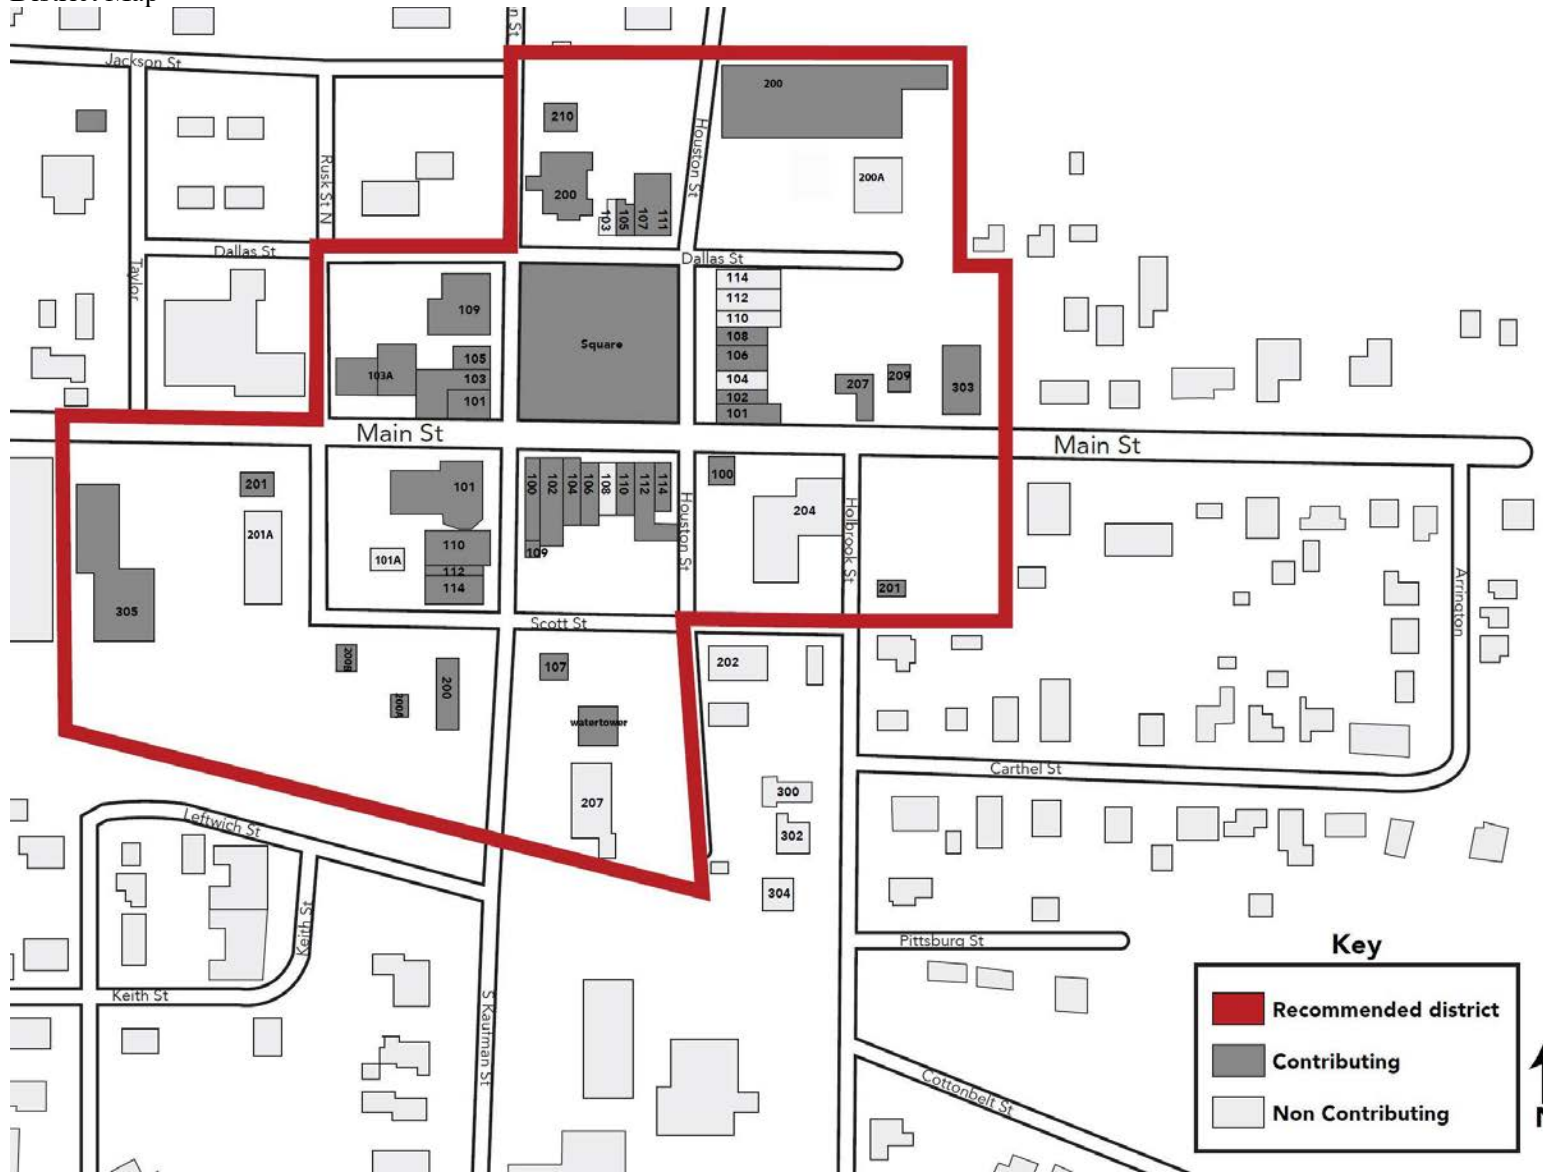 District Map
n St
Jackson St
200
210
Houston St
Rusk St N
200
200A
103
105
107
111
Dallas St
Dallas St
Taylor
114
112
110
109
108
Square
106
105
103A
103
104
207
209
303
101
102
101
Main St
Main St
201
101
100
102
104
106
108
110
112
114
100
Houston St
204
Holbrook St
201A
110
109
101A
112
114
201
Arrington
305
Scott St
200B
107
202
200
200A
watertower
Carthel St
207
300
Leftwich St
302
304
Keith St
Pittsburg St
Key
Keith St
S Kaufman St
Recommended district
Contributing
Cottonbelt St
Non Contributing